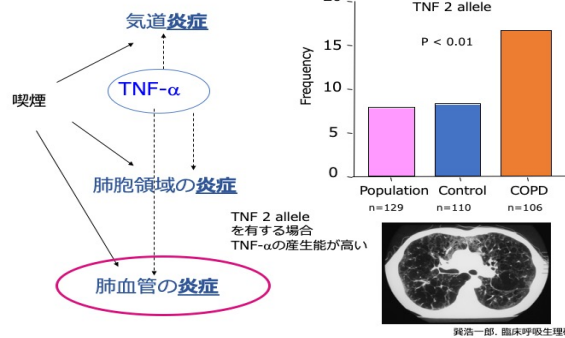 気道炎症
TNF-α
喫煙
肺胞領域の炎症
肺血管の炎症
TNF 2 allele
を有する場合
TNF-αの産生能が高い
TNF 2 allele
P < 0.01
Frequency
15
10
5
0
Population Control COPD
n=129 n=110 n=106
巽浩一郎. 臨床呼吸生理